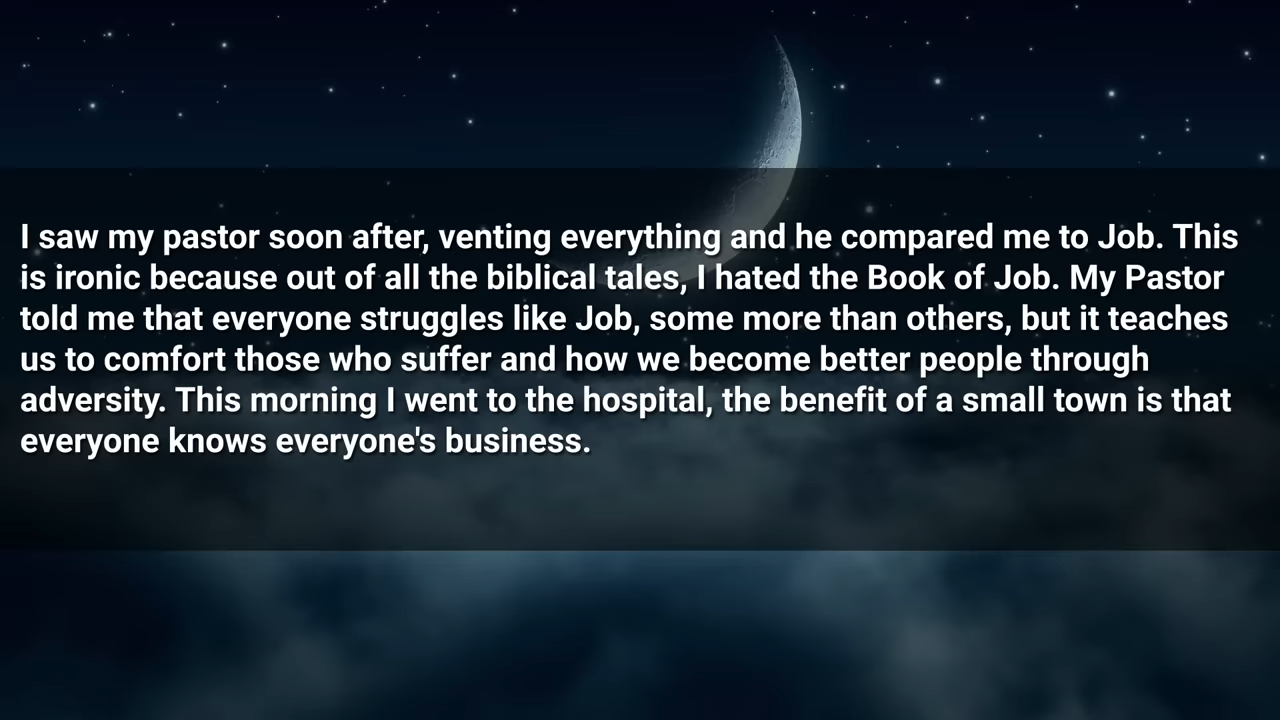 I saw my pastor soon after, venting everything and he compared me to Job. This
is ironic because out of all the biblical tales, I hated the Book of Job. My Pastor
told me that everyone struggles like Job, some more than others, but it teaches
us to comfort those who suffer and how we become better people through
adversity. This morning I went to the hospital, the benefit of a small town is that
everyone knows everyone's business.